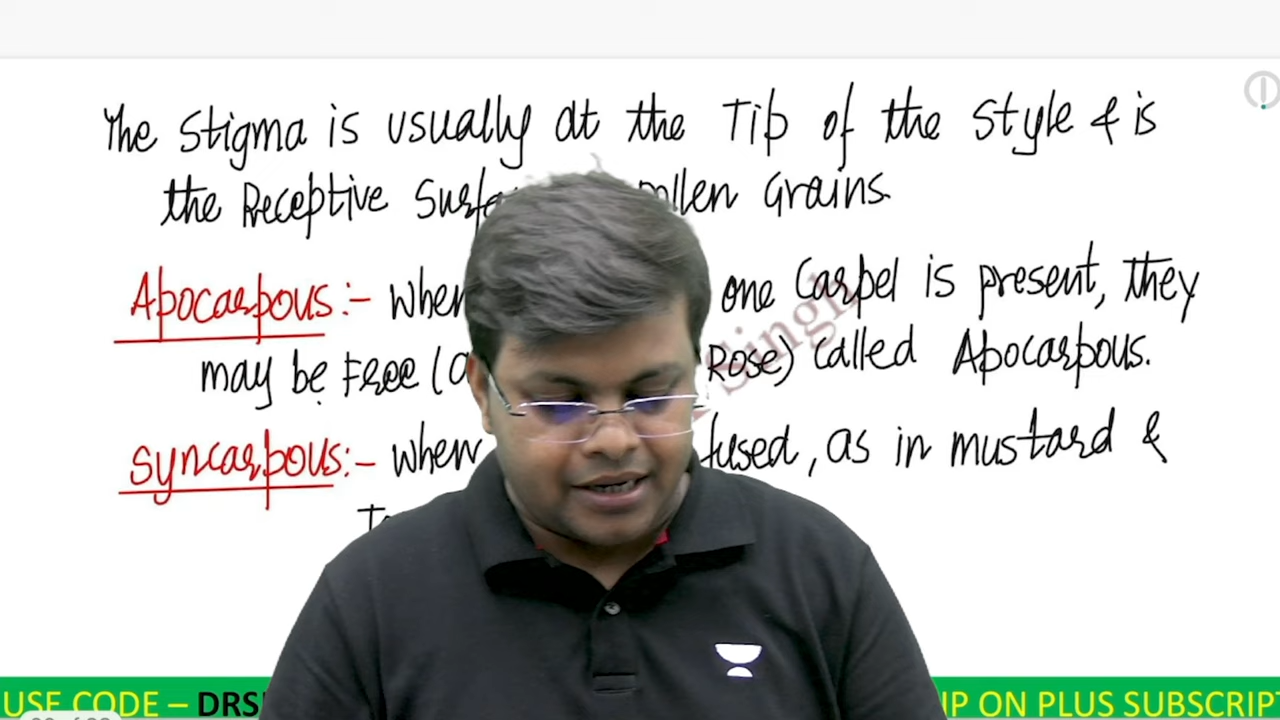 The Stigma is usually at the Tip of the Style & is
the Receptive Pollen Grains.
Apocarpous:- when one Carpel is present, they
may be Free ( Rose) called Apocarpous.
Syncarpous:- when fused, as in mustard &
Singh
USE CODE – DRS IP ON PLUS SUBSCRIPT